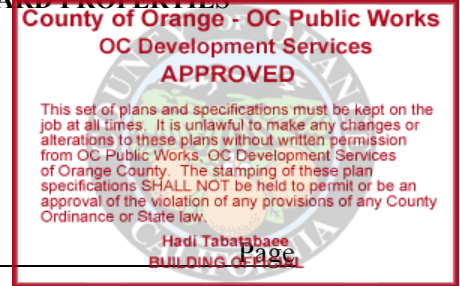 ARD PROPERTIES
County of Orange - OC Public Works
OC Development Services
APPROVED
This set of plans and specifications must be kept on the
job at all times. It is unlawful to make any changes or
alterations to these plans without written permission
from OC Public Works, OC Development Services
of Orange County. The stamping of these plan
specifications SHALL NOT be held to permit or be an
approval of the violation of any provisions of any County
Ordinance or State law.
Hadi Tabatabaee
BUILDING OFFICIAL
Page